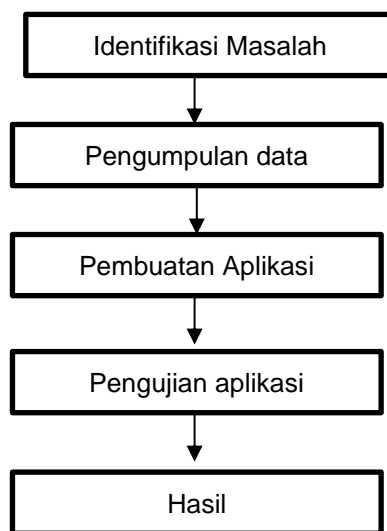 Identifikasi Masalah
Pengumpulan data
Pembuatan Aplikasi
Pengujian aplikasi
Hasil